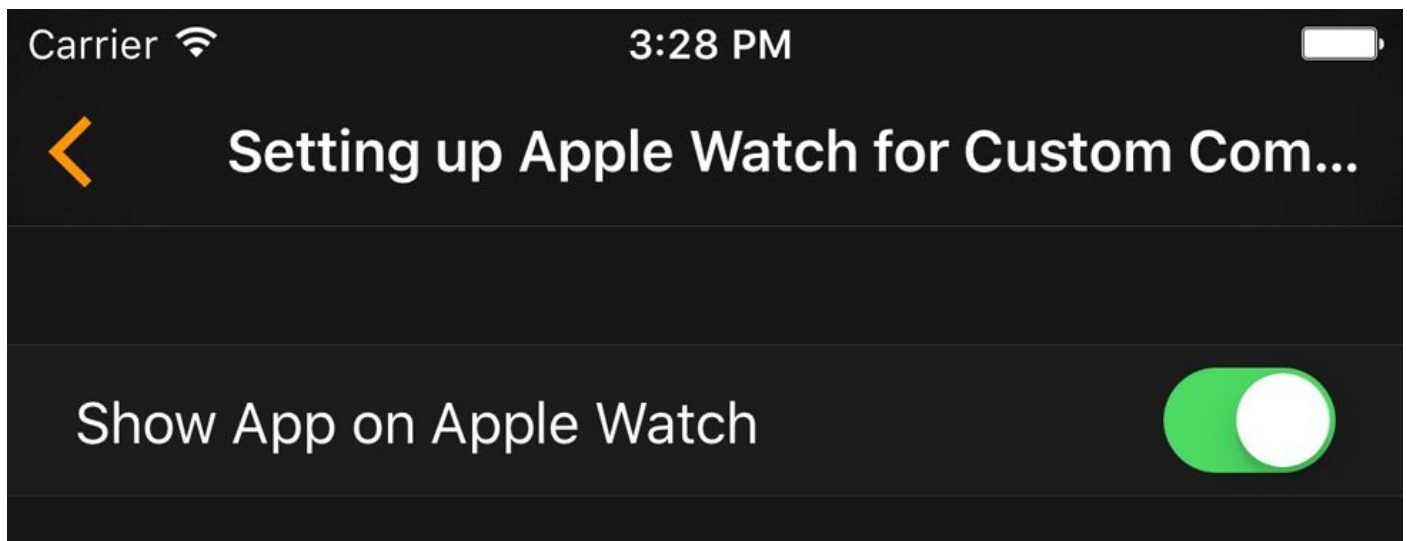 Carrier 3:28 PM
Setting up Apple Watch for Custom Com...
Show App on Apple Watch